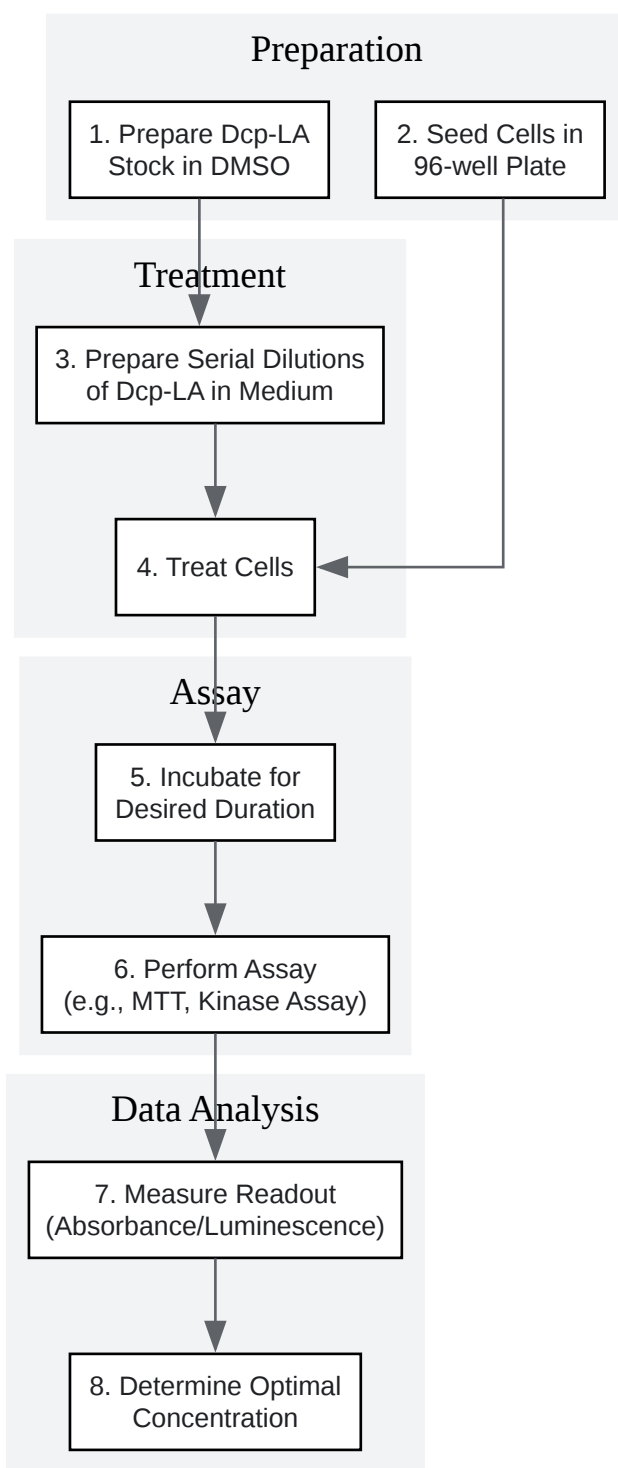 Preparation
1. Prepare Dcp-LA
Stock in DMSO
2. Seed Cells in
96-well Plate
Treatment
3. Prepare Serial Dilutions
of Dcp-LA in Medium
4. Treat Cells
Assay
5. Incubate for
Desired Duration
6. Perform Assay
(e.g., MTT, Kinase Assay)
Data Analysis
7. Measure Readout
(Absorbance/Luminescence)
8. Determine Optimal
Concentration